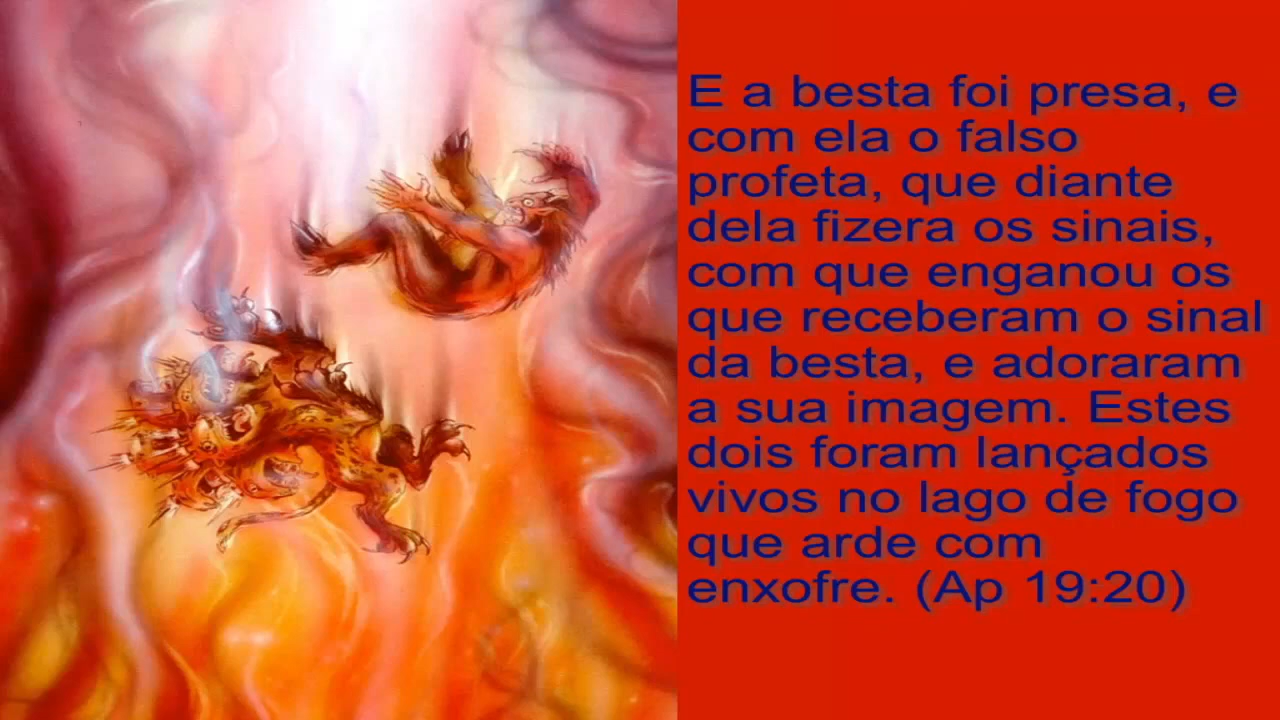 E a besta foi presa, e
com ela o falso
profeta, que diante
dela fizera os sinais,
com que enganou os
que receberam o sinal
da besta, e adoraram
a sua imagem. Estes
dois foram lançados
vivos no lago de fogo
que arde com
enxofre. (Ap 19:20)